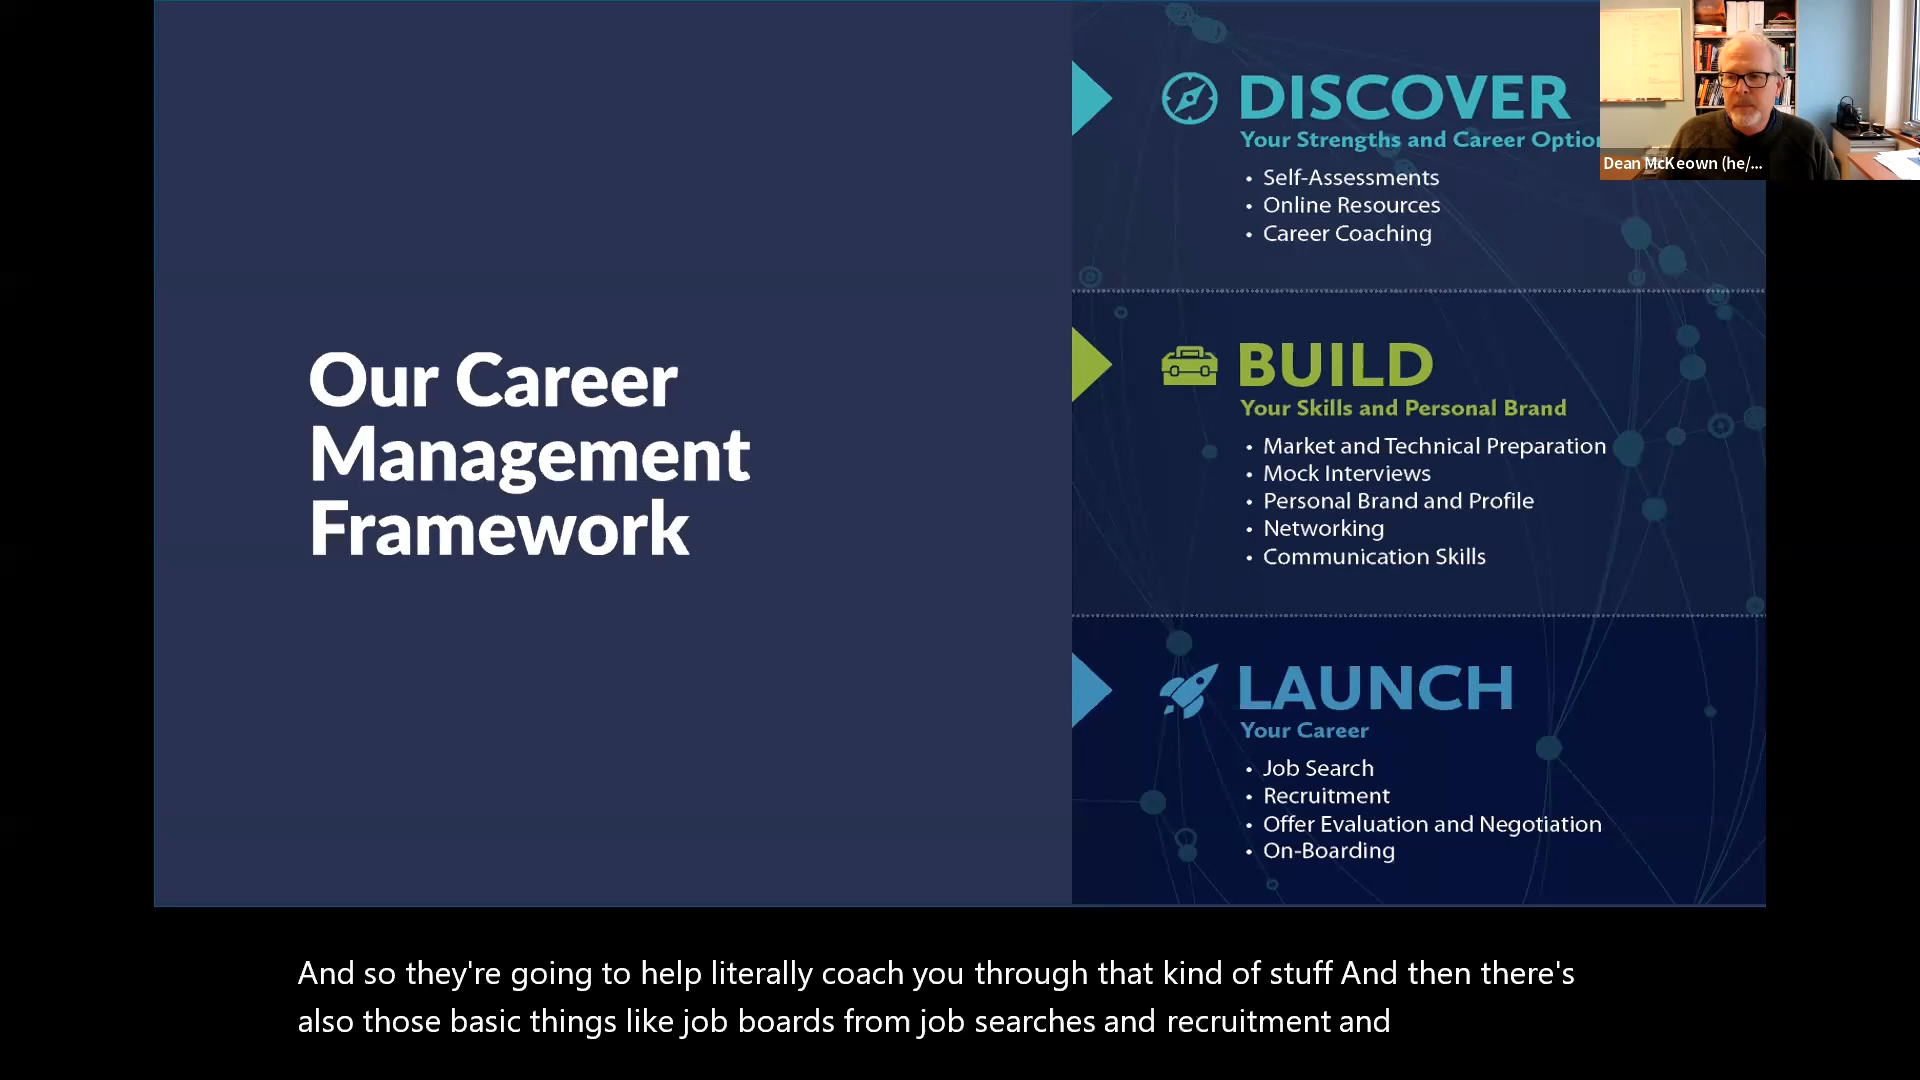 Our Career
Management
Framework
DISCOVER
Your Strengths and Career Optio
• Self-Assessments
• Online Resources
• Career Coaching
BUILD
Your Skills and Personal Brand
• Market and Technical Preparation
• Mock Interviews
• Personal Brand and Profile
• Networking
• Communication Skills
LAUNCH
Your Career
• Job Search
• Recruitment
• Offer Evaluation and Negotiation
• On-Boarding
Dean McKeown (he/...
And so they're going to help literally coach you through that kind of stuff And then there's
also those basic things like job boards from job searches and recruitment and